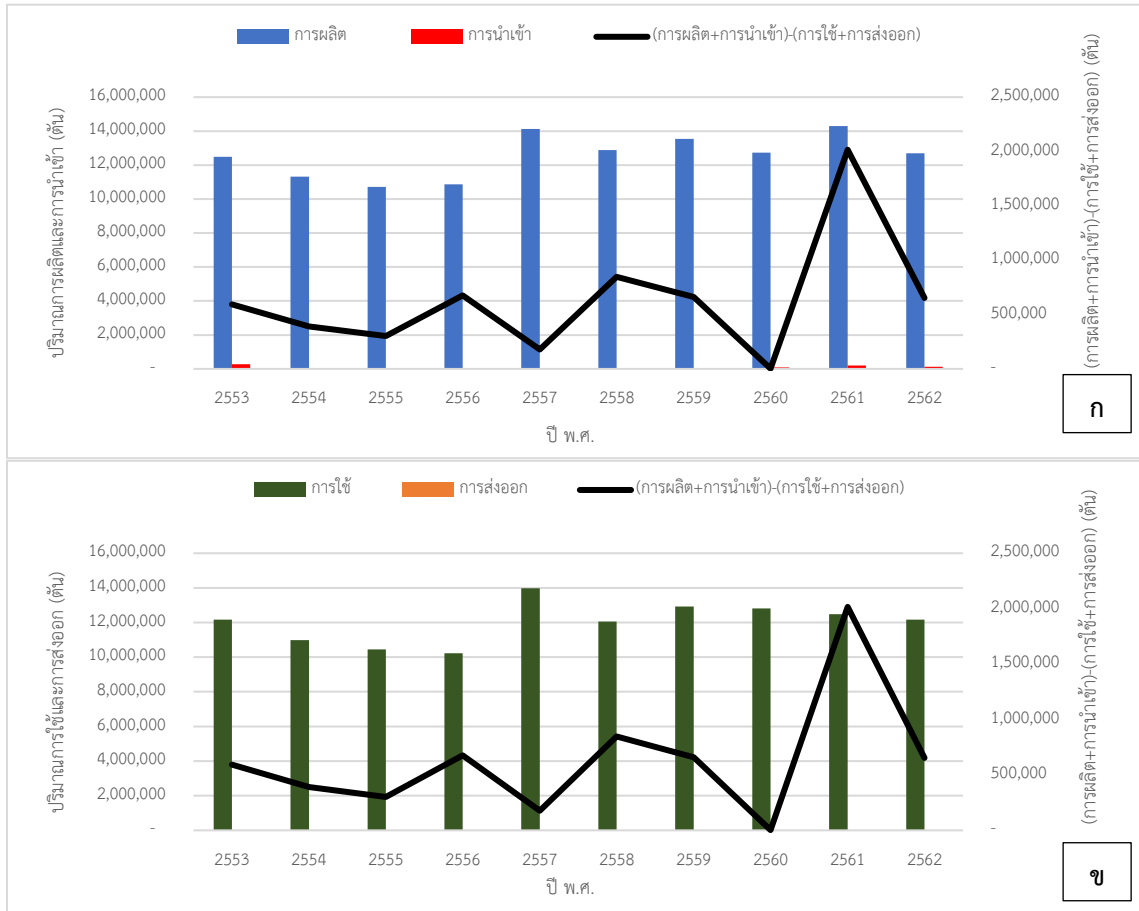 การผลิต การนำเข้า (การผลิต+การนำเข้า)-(การใช้+การส่งออก)
ปริมาณการผลิตและการนำเข้า (ตัน)
16,000,000
14,000,000
12,000,000
10,000,000
8,000,000
6,000,000
4,000,000
2,000,000
-
2,500,000
2,000,000
1,500,000
1,000,000
500,000
-
(การผลิต+การนำเข้า)-(การใช้+การส่งออก) (ตัน)
2553 2554 2555 2556 2557 2558 2559 2560 2561 2562
ปี พ.ศ.
ก
การใช้ การส่งออก (การผลิต+การนำเข้า)-(การใช้+การส่งออก)
ปริมาณการใช้และการส่งออก (ตัน)
16,000,000
14,000,000
12,000,000
10,000,000
8,000,000
6,000,000
4,000,000
2,000,000
-
2,500,000
2,000,000
1,500,000
1,000,000
500,000
-
(การผลิต+การนำเข้า)-(การใช้+การส่งออก) (ตัน)
2553 2554 2555 2556 2557 2558 2559 2560 2561 2562
ปี พ.ศ.
ข